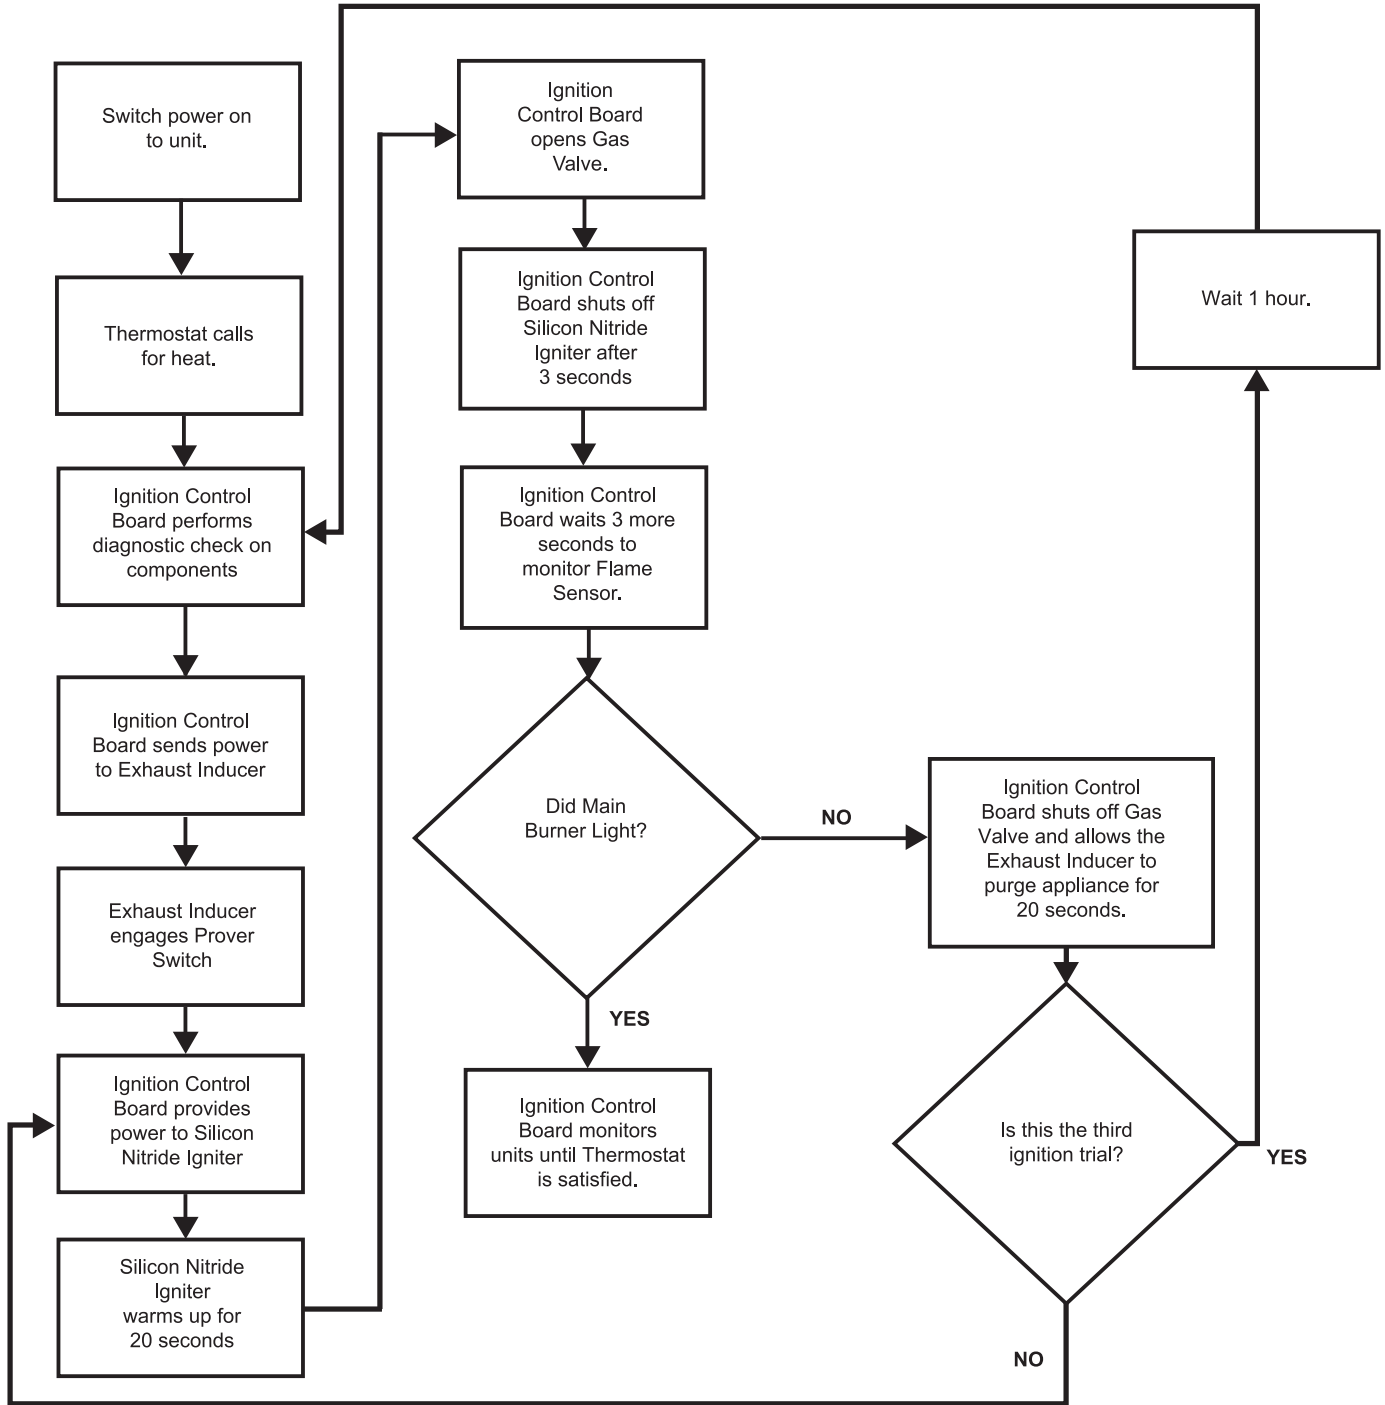 Switch power on
to unit.
Thermostat calls
for heat.
Ignition Control
Board performs
diagnostic check on
components
Ignition Control
Board sends power
to Exhaust Inducer
Exhaust Inducer
engages Prover
Switch
Ignition Control
Board provides
power to Silicon
Nitride Igniter
Silicon Nitride
Igniter
warms up for
20 seconds
Ignition
Control Board
opens Gas
Valve.
Ignition Control
Board shuts off
Silicon Nitride
Igniter after
3 seconds
Ignition Control
Board waits 3 more
seconds to
monitor Flame
Sensor.
Did Main
Burner Light?
YES
Ignition Control
Board monitors
units until Thermostat
is satisfied.
NO
Ignition Control
Board shuts off Gas
Valve and allows the
Exhaust Inducer to
purge appliance for
20 seconds.
Is this the third
ignition trial?
NO
YES
Wait 1 hour.